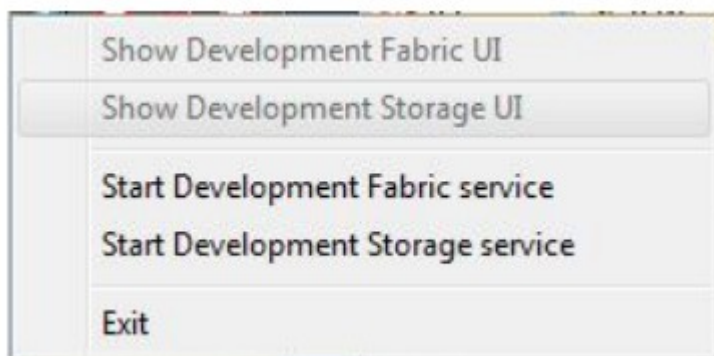 Show Development Fabric UI
Show Development Storage UI
Start Development Fabric service
Start Development Storage service
Exit